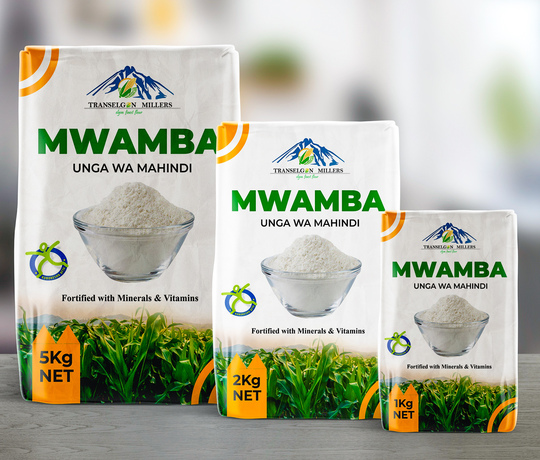 TRANSELGON MILLERS
MWAMBA
UNGA WA MAHINDI
Fortified with Minerals & Vitamins
5Kg
NET
TRANSELGON MILLERS
MWAMBA
UNGA WA MAHINDI
Fortified with Minerals & Vitamins
2Kg
NET
TRANSELGON MILLERS
MWAMBA
UNGA WA MAHINDI
Fortified with Minerals & Vitamins
1Kg
NET